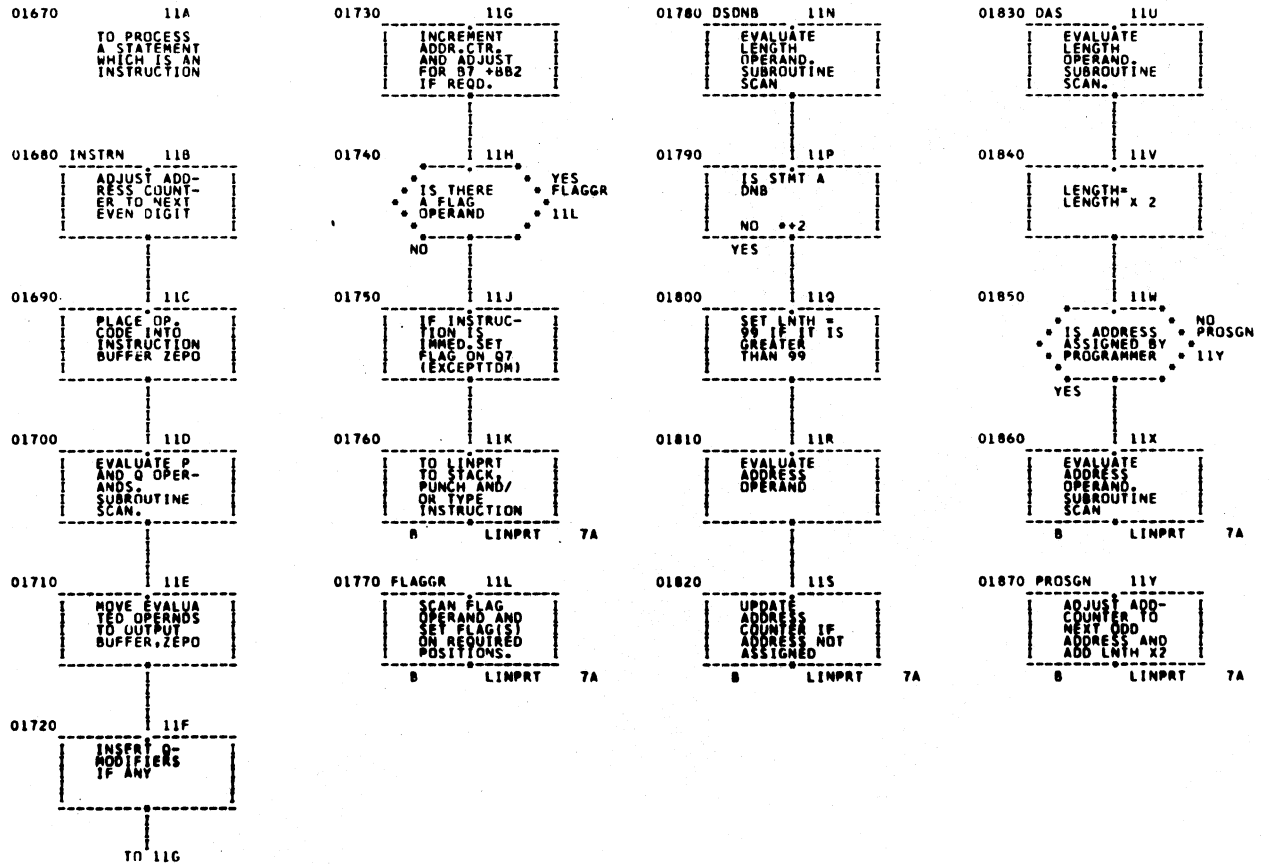 01670 11A
TO PROCESS
A STATEMENT
WHICH IS AN
INSTRUCTION
01680 INSTRN 11B
ADJUST ADD-
RESS COUNT-
ER TO NEXT
EVEN DIGIT
01690 11C
PLACE OP.
CODE INTO
INSTRUCTION
BUFFER ZEPO
01700 11D
EVALUATE P
AND Q OPER-
ANDS.
SUBROUTINE
SCAN.
01710 11E
MOVE EVALUA
TED OPERNDS
TO OUTPUT
BUFFER,ZEPO
01720 11F
INSERT Q-
MODIFIERS
IF ANY
TO 11G
01730 11G
INCREMENT
ADDR.CTR.
AND ADJUST
FOR B7 +BB2
IF REQD.
01740 11H
IS THERE
A FLAG
OPERAND
YES
FLAGGR
11L
NO
01750 11J
IF INSTRUC-
TION IS
IMMED.SET
FLAG ON Q7
(EXCEPTTDM)
01760 11K
TO LINPRT
TO STACK,
PUNCH AND/
OR TYPE
INSTRUCTION
B LINPRT 7A
01770 FLAGGR 11L
SCAN FLAG
OPERAND AND
SET FLAG(S)
ON REQUIRED
POSITIONS.
B LINPRT 7A
01780 DSDNB 11N
EVALUATE
LENGTH
OPERAND.
SUBROUTINE
SCAN
01790 11P
IS STMT A
DNB
NO *+2
YES
01800 11Q
SET LNTH =
99 IF IT IS
GREATER
THAN 99
01810 11R
EVALUATE
ADDRESS
OPERAND
01820 11S
UPDATE
ADDRESS
COUNTER IF
ADDRESS NOT
ASSIGNED
B LINPRT 7A
01830 DAS 11U
EVALUATE
LENGTH
OPERAND.
SUBROUTINE
SCAN.
01840 11V
LENGTH=
LENGTH X 2
01850 11W
IS ADDRESS
ASSIGNED BY
PROGRAMMER
NO
PROSGN
11Y
YES
01860 11X
EVALUATE
ADDRESS
OPERAND.
SUBROUTINE
SCAN
B LINPRT 7A
01870 PROSGN 11Y
ADJUST ADD-
COUNTER TO
NEXT ODD
ADDRESS AND
ADD LNTH X2
B LINPRT 7A